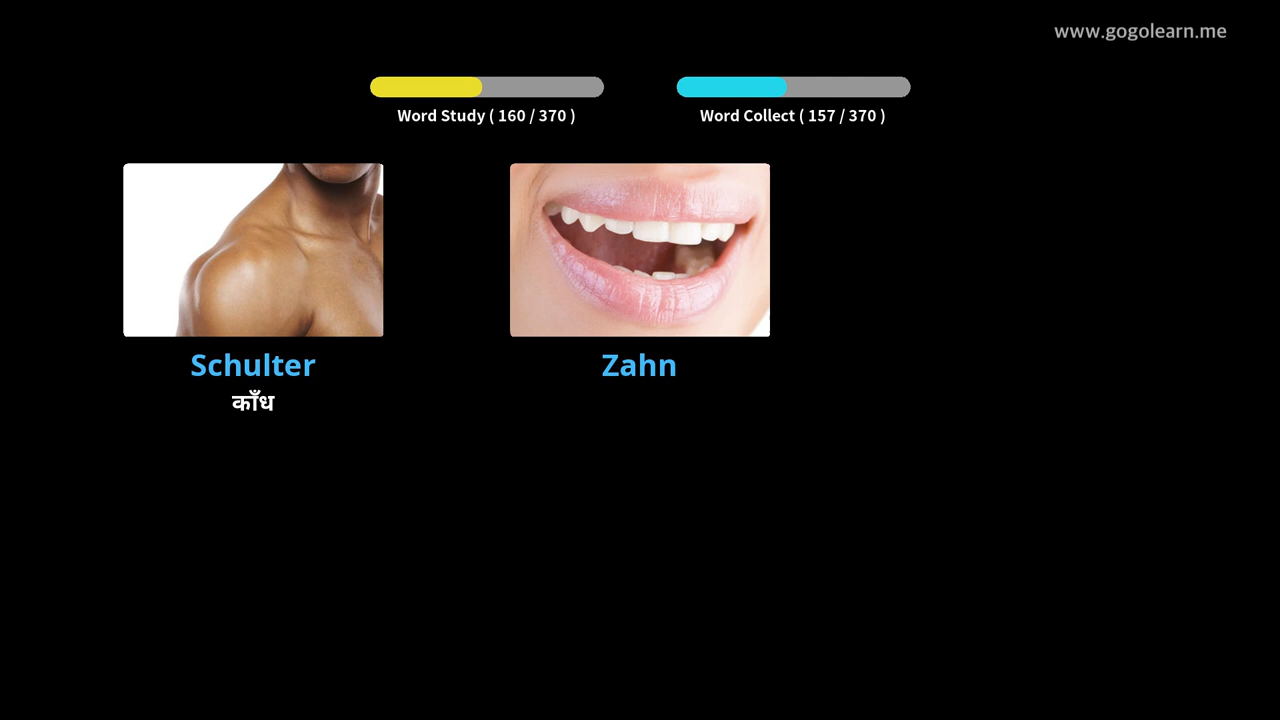 www.gogolearn.me
Word Study ( 160 / 370 )
Word Collect ( 157 / 370 )
Schulter
Zahn
काँध